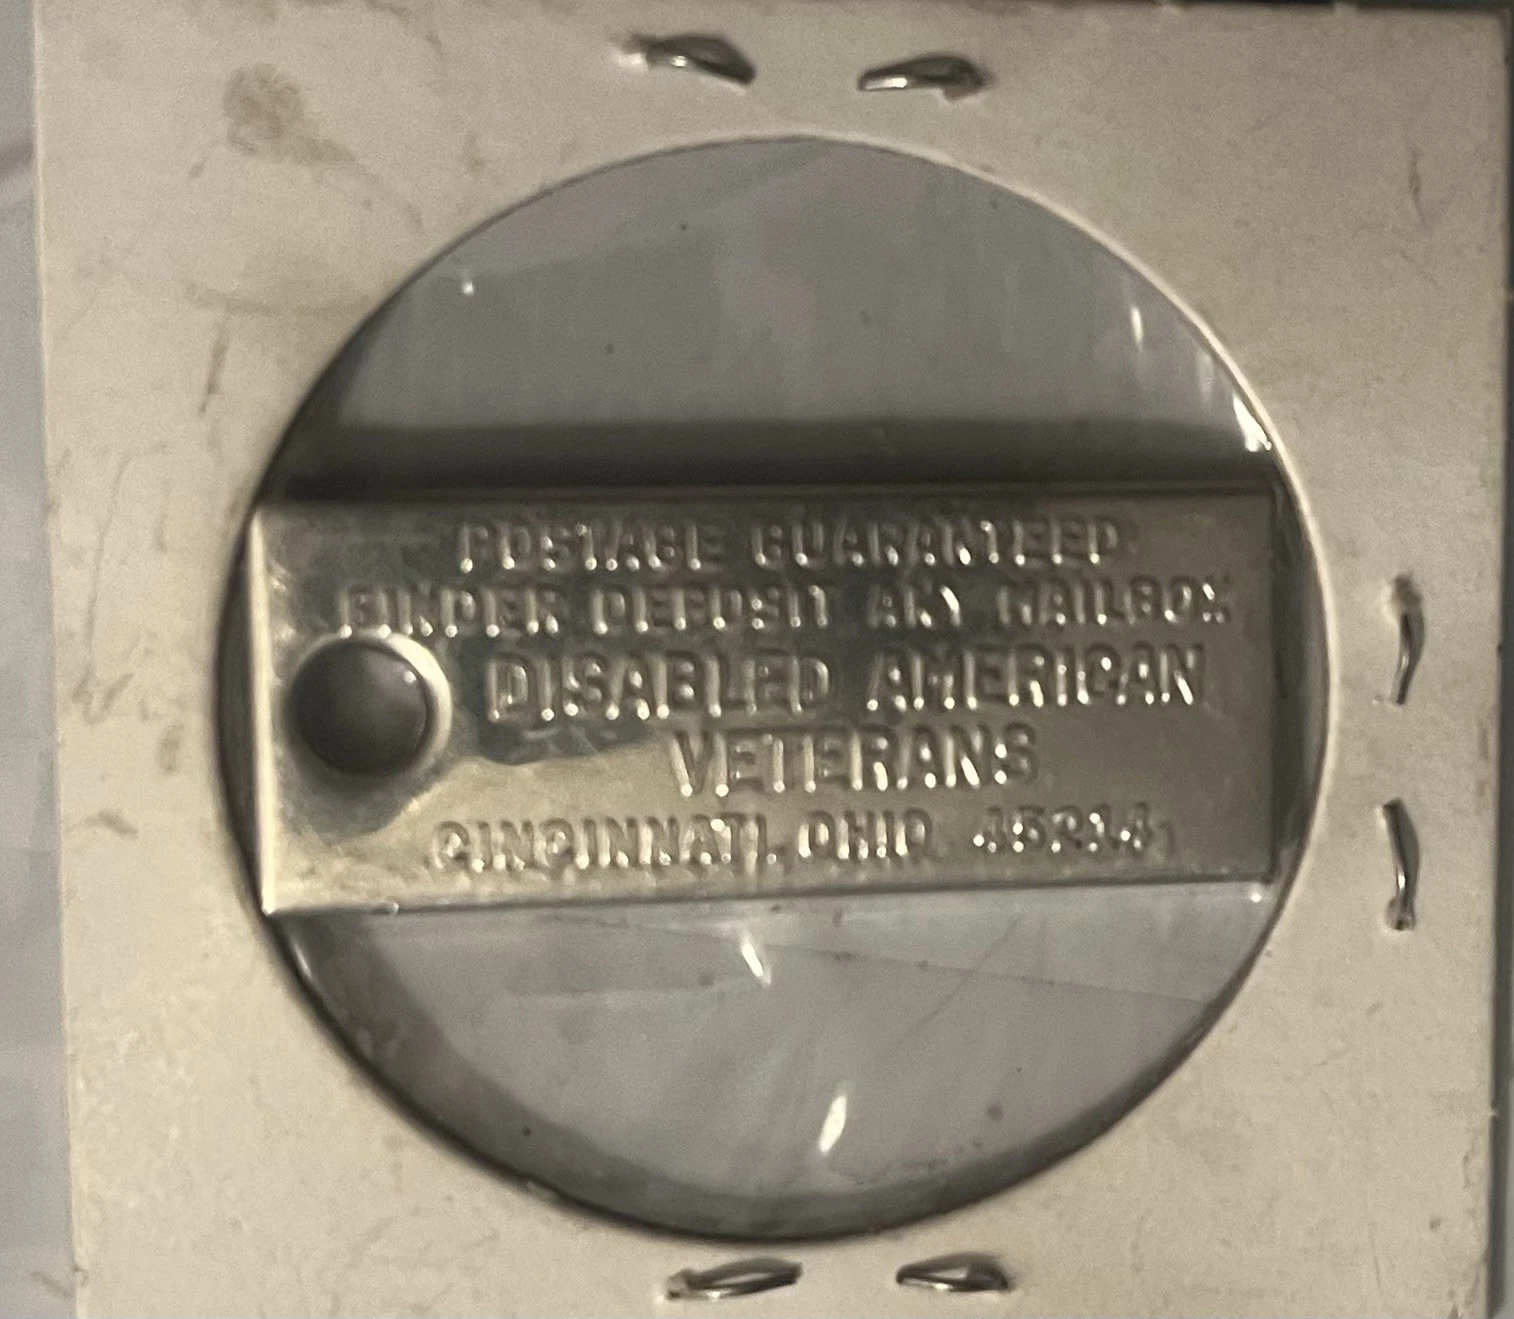 POSTAGE GUARANTEED
FINDER DEPOSIT ANY MAILBOX
DISABLED AMERICAN
VETERANS
CINCINNATI, OHIO 45214